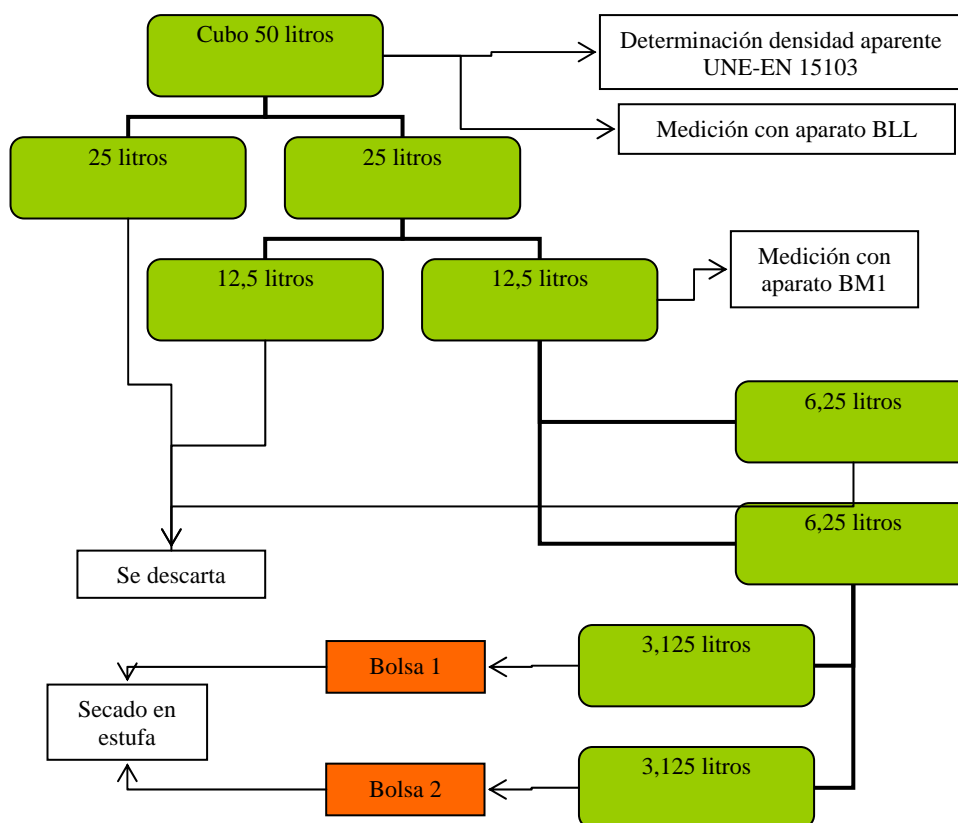 Cubo 50 litros
Determinación densidad aparente
UNE-EN 15103
Medición con aparato BLL
25 litros
25 litros
12,5 litros
12,5 litros
Medición con
aparato BM1
6,25 litros
6,25 litros
Se descarta
Bolsa 1
3,125 litros
Secado en
estufa
Bolsa 2
3,125 litros